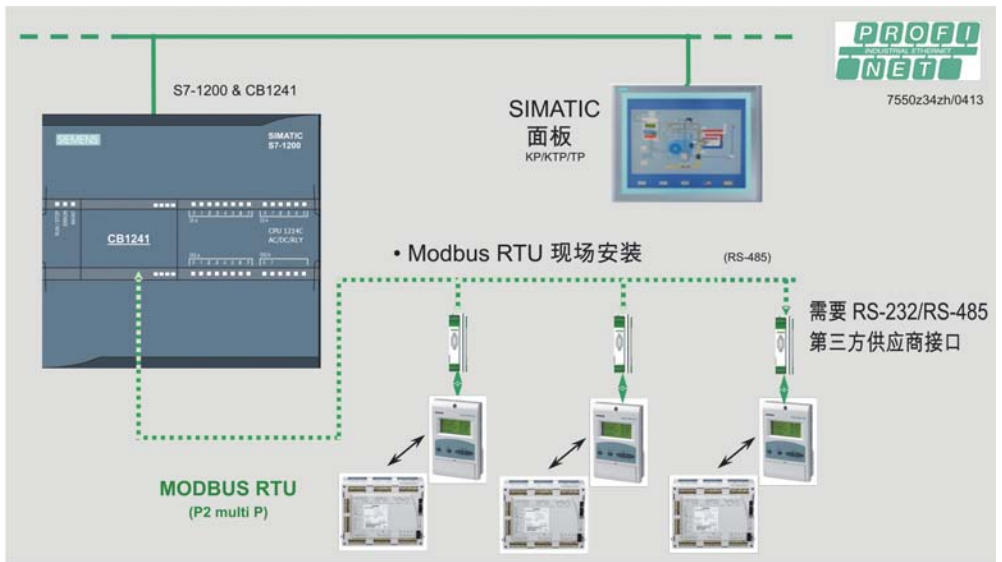 PROFI
INDUSTRIAL ETHERNET
NET
7550z34zh/0413
S7-1200 & CB1241
SIMATIC
面板
KP/KTP/TP
SIEMENS
SIMATIC
S7-1200
CB1241
CPU 1214C
AC/DC/RLY
• Modbus RTU 现场安装
(RS-485)
需要 RS-232/RS-485
第三方供应商接口
MODBUS RTU
(P2 multi P)